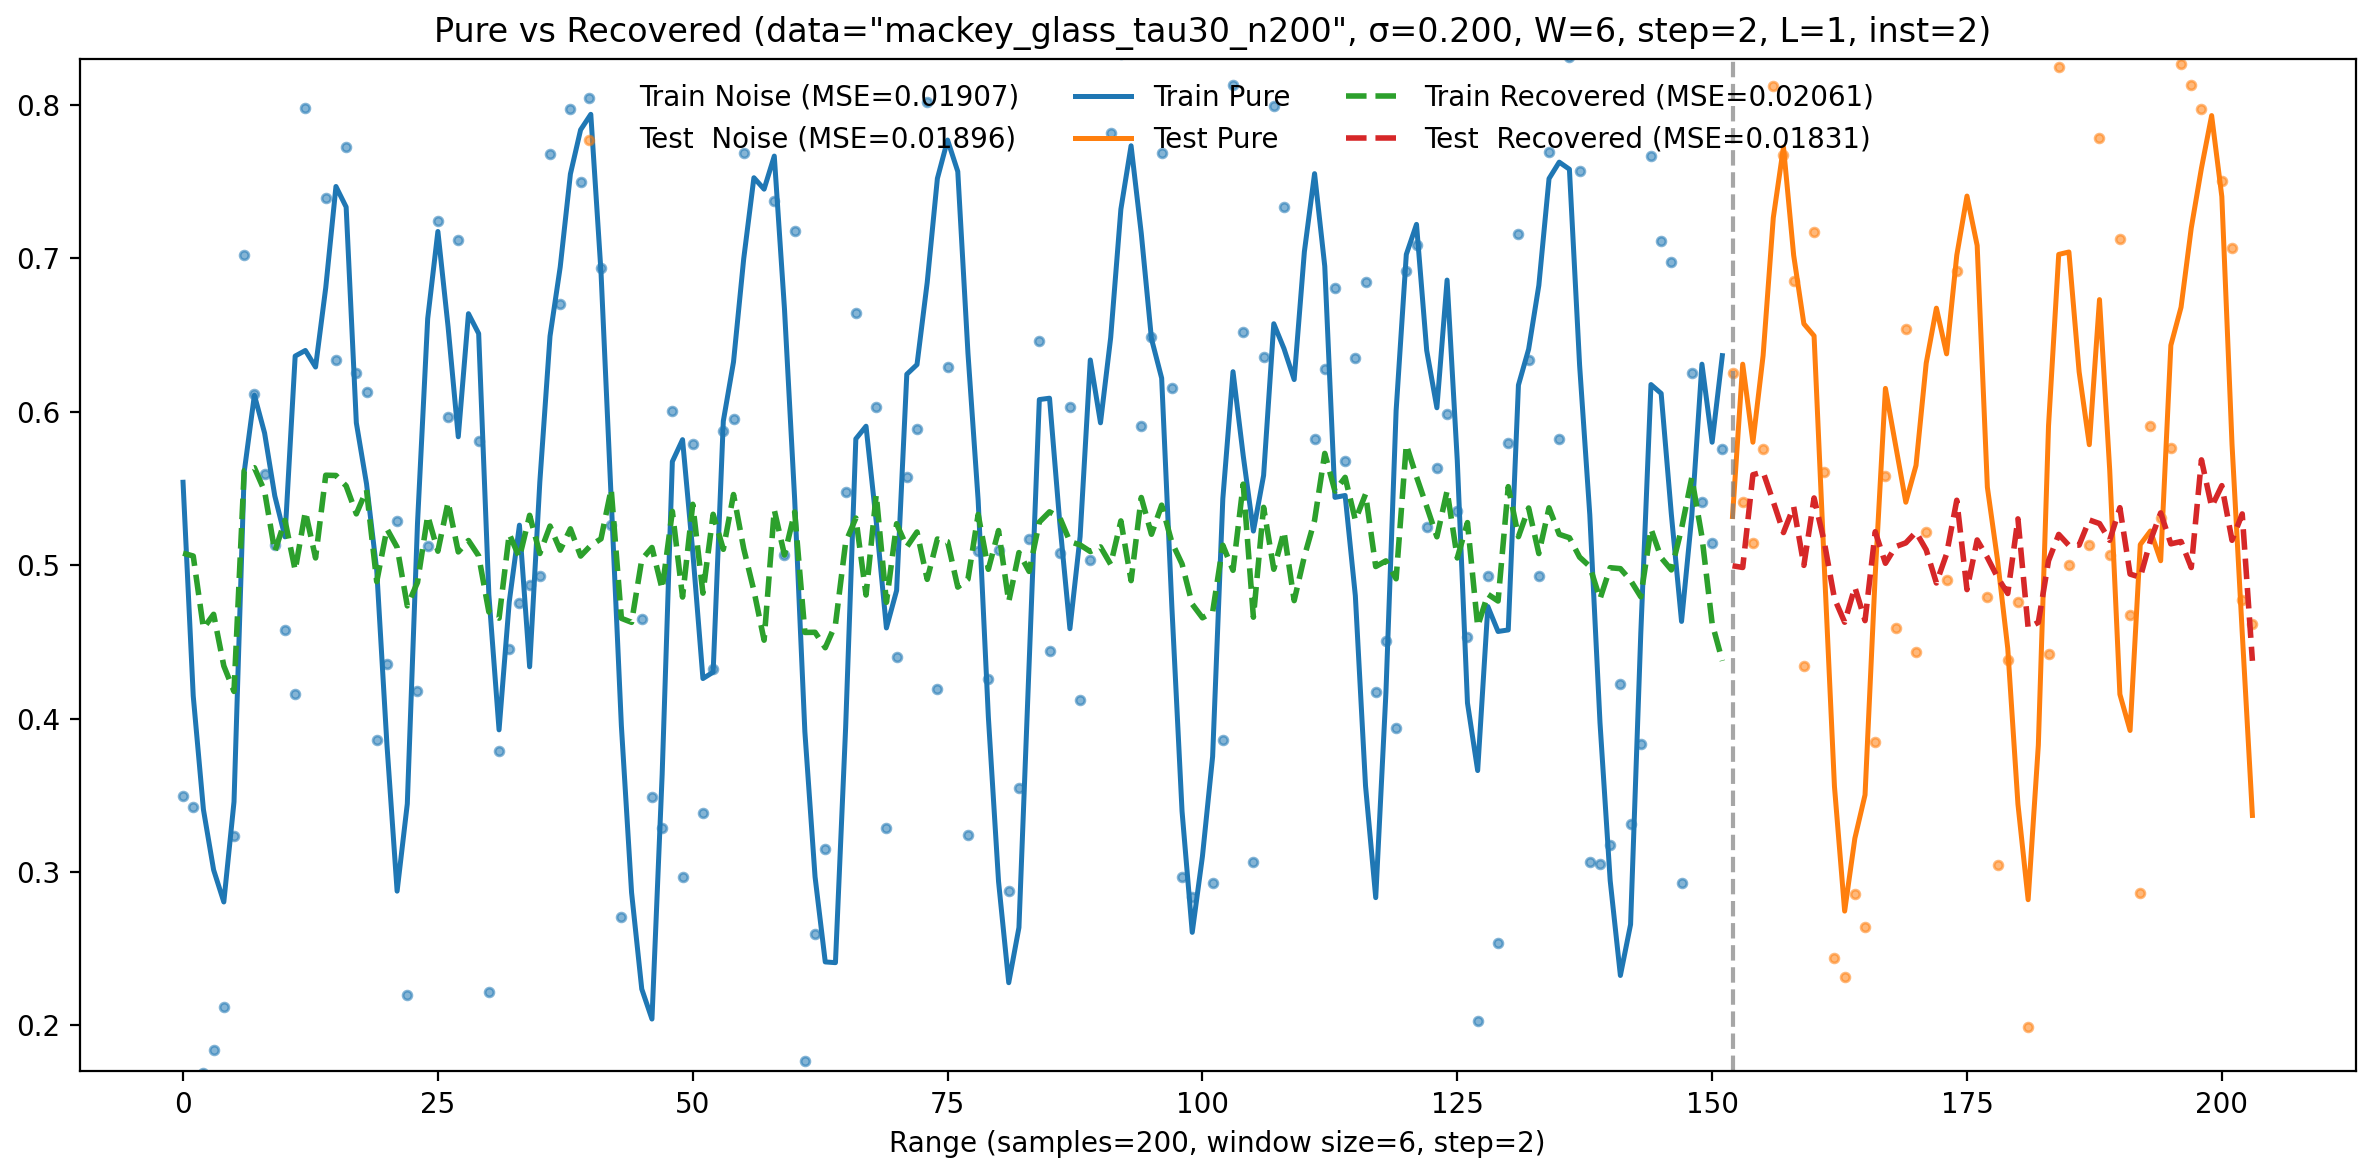 Pure vs Recovered (data="mackey_glass_tau30_n200", σ=0.200, W=6, step=2, L=1, inst=2)
Train Noise (MSE=0.01907) Train Pure Train Recovered (MSE=0.02061)
Test  Noise (MSE=0.01896) Test Pure Test  Recovered (MSE=0.01831)
0.8
0.7
0.6
0.5
0.4
0.3
0.2
0 25 50 75 100 125 150 175 200
Range (samples=200, window size=6, step=2)